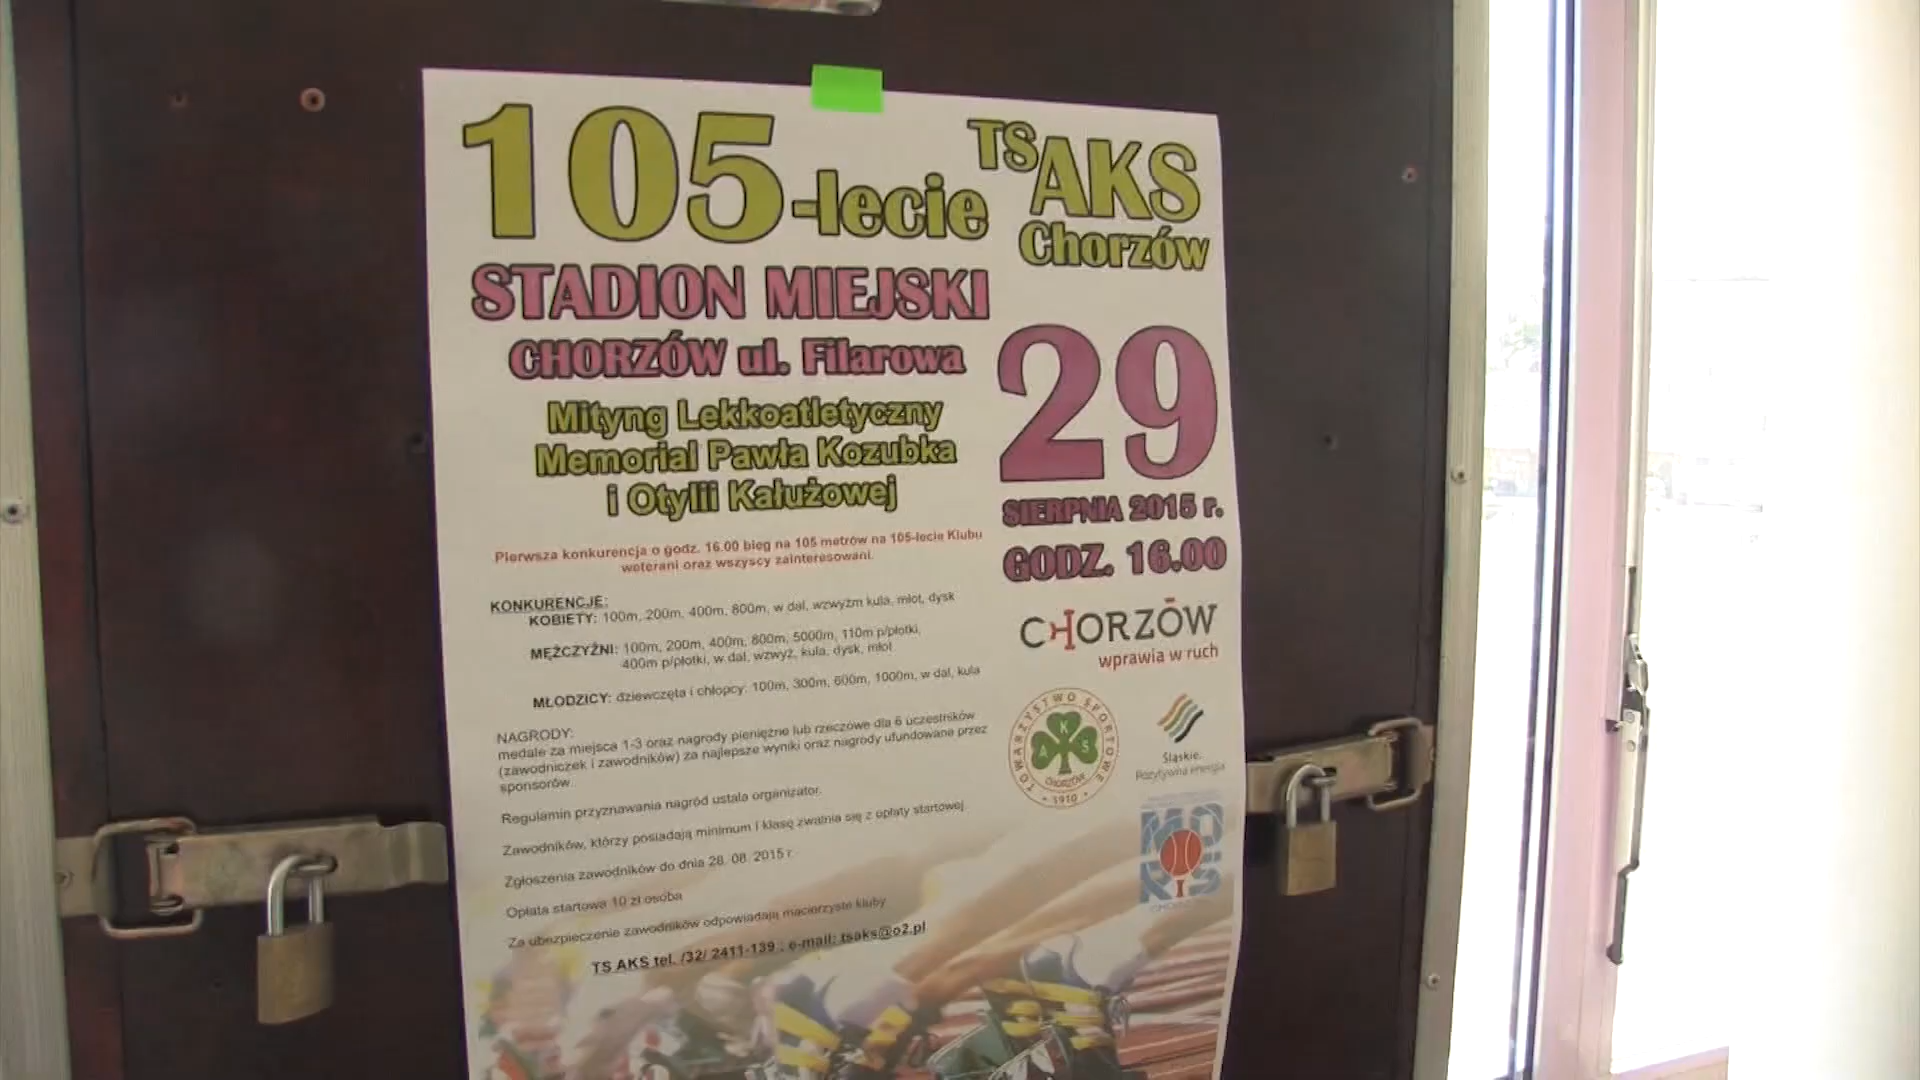 105-lecie
TS AKS
Chorzów
STADION MIEJSKI
CHORZÓW ul. Filarowa
Mityng Lekkoatletyczny
Memoriał Pawła Kozubka
i Otylii Kałużowej
29
SIERPNIA 2015 r.
GODZ. 16.00
Pierwsza konkurencja o godz. 16.00 bieg na 105 metrów na 105-lecie Klubu
weterani oraz wszyscy zainteresowani.
KONKURENCJE:
KOBIETY: 100m, 200m, 400m, 800m, w dal, wzwyżm kula, młot, dysk
MĘŻCZYŹNI: 100m, 200m, 400m, 800m, 5000m, 110m p/płotki,
400m p/płotki, w dal, wzwyż, kula, dysk, młot
MŁODZICY: dziewczęta i chłopcy: 100m, 300m, 600m, 1000m, w dal, kula
NAGRODY:
medale za miejsca 1-3 oraz nagrody pieniężne lub rzeczowe dla 6 uczestników
(zawodniczek i zawodników) za najlepsze wyniki oraz nagrody ufundowana przez
sponsorów
Regulamin przyznawania nagród ustala organizator.
Zawodników, którzy posiadają minimum I klasę zwalnia się z opłaty startowej
Zgłoszenia zawodników do dnia 28. 08. 2015 r
Opłata startowa 10 zł osoba
Za ubezpieczenie zawodników odpowiadają macierzyste kluby
TS AKS tel. /32/ 2411-139 ; e-mail: tsaks@o2.pl
CHORZÓW
wprawia w ruch
TOWARZYSTWO SPORTOWE
AKS
CHORZÓW
1910
Śląskie.
Pozytywna energia
MORiS
CHORZÓW